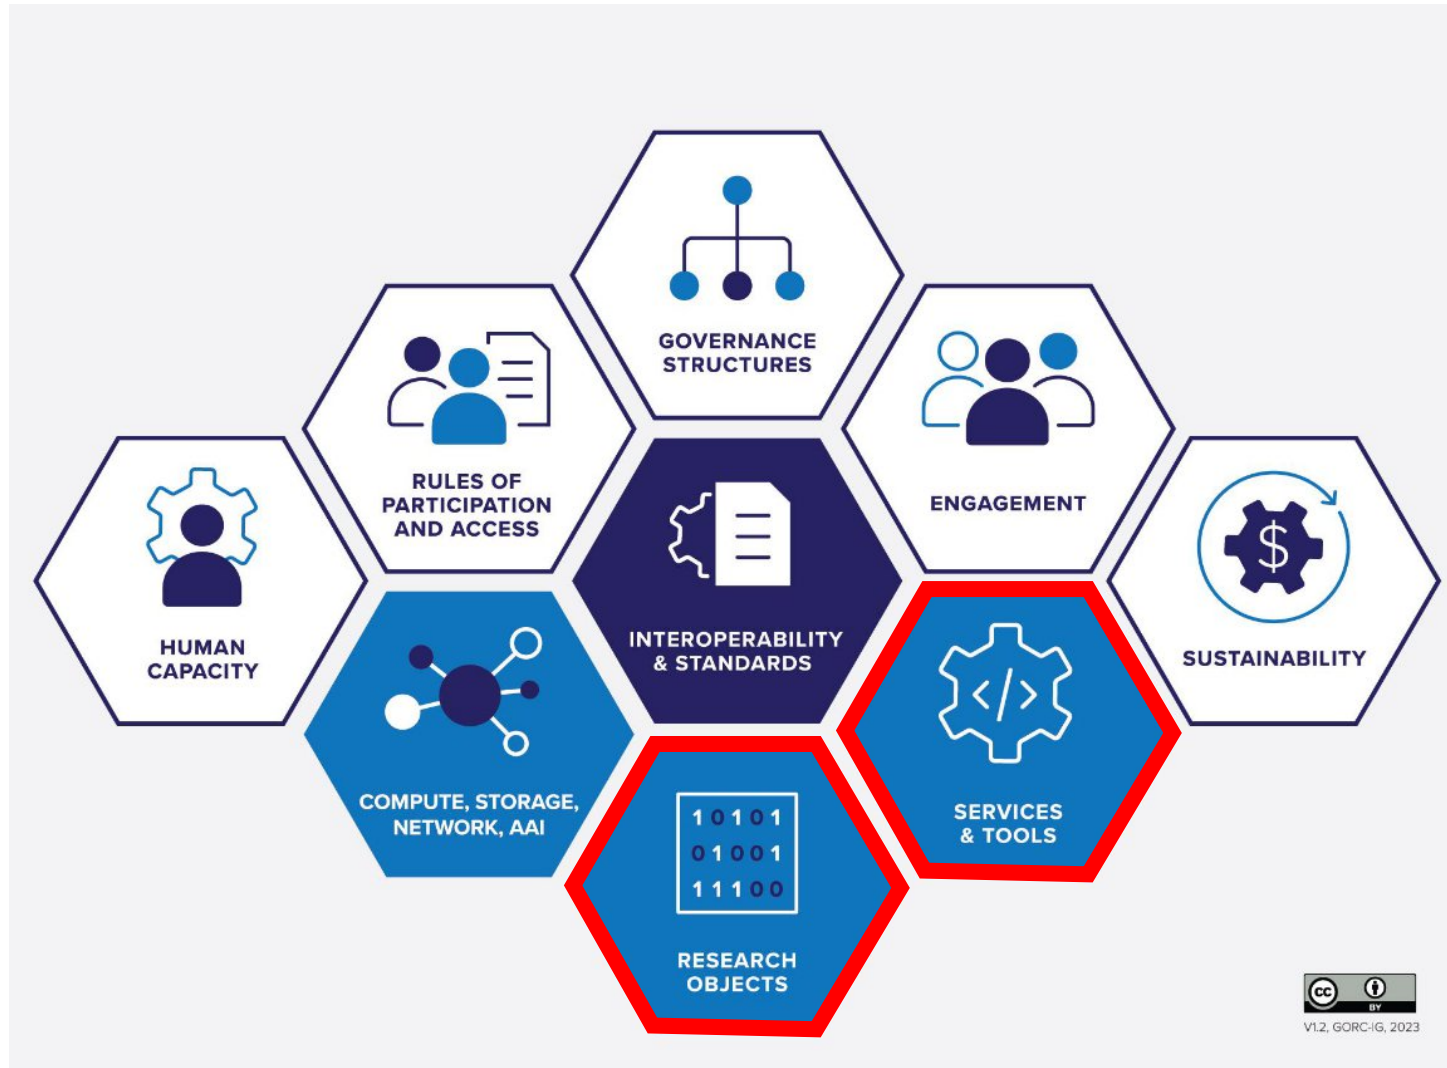 GOVERNANCE
STRUCTURES
RULES OF
PARTICIPATION
AND ACCESS
ENGAGEMENT
HUMAN
CAPACITY
INTEROPERABILITY
& STANDARDS
$
SUSTAINABILITY
COMPUTE, STORAGE,
NETWORK, AAI
</>
SERVICES
& TOOLS
10101
01001
11100
RESEARCH
OBJECTS
cc
BY
V1.2, GORC-IG, 2023